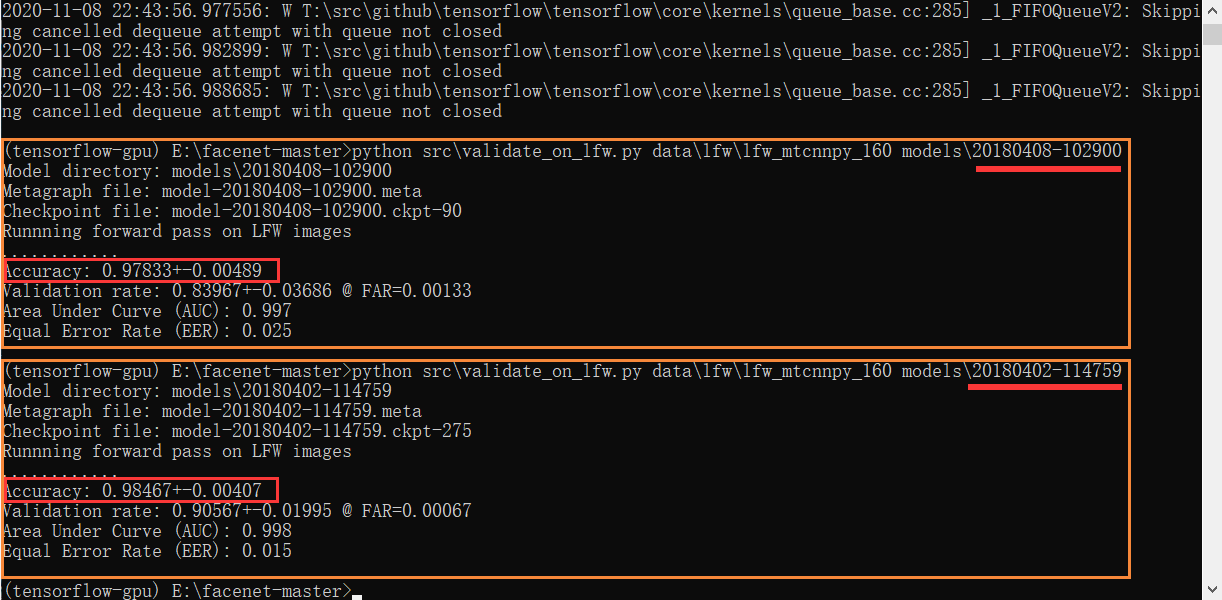 2020-11-08 22:43:56.977556: W T:\src\github\tensorflow\tensorflow\core\kernels\queue_base.cc:285] _1_FIFOQueueV2: Skippi
ng cancelled dequeue attempt with queue not closed
2020-11-08 22:43:56.982899: W T:\src\github\tensorflow\tensorflow\core\kernels\queue_base.cc:285] _1_FIFOQueueV2: Skippi
ng cancelled dequeue attempt with queue not closed
2020-11-08 22:43:56.988685: W T:\src\github\tensorflow\tensorflow\core\kernels\queue_base.cc:285] _1_FIFOQueueV2: Skippi
ng cancelled dequeue attempt with queue not closed
(tensorflow-gpu) E:\facenet-master>python src\validate_on_lfw.py data\lfw\lfw_mtcnnpy_160 models\20180408-102900
Model directory: models\20180408-102900
Metagraph file: model-20180408-102900.meta
Checkpoint file: model-20180408-102900.ckpt-90
Runnning forward pass on LFW images
............
Accuracy: 0.97833+-0.00489
Validation rate: 0.83967+-0.03686 @ FAR=0.00133
Area Under Curve (AUC): 0.997
Equal Error Rate (EER): 0.025
(tensorflow-gpu) E:\facenet-master>python src\validate_on_lfw.py data\lfw\lfw_mtcnnpy_160 models\20180402-114759
Model directory: models\20180402-114759
Metagraph file: model-20180402-114759.meta
Checkpoint file: model-20180402-114759.ckpt-275
Runnning forward pass on LFW images
............
Accuracy: 0.98467+-0.00407
Validation rate: 0.90567+-0.01995 @ FAR=0.00067
Area Under Curve (AUC): 0.998
Equal Error Rate (EER): 0.015
(tensorflow-gpu) E:\facenet-master>